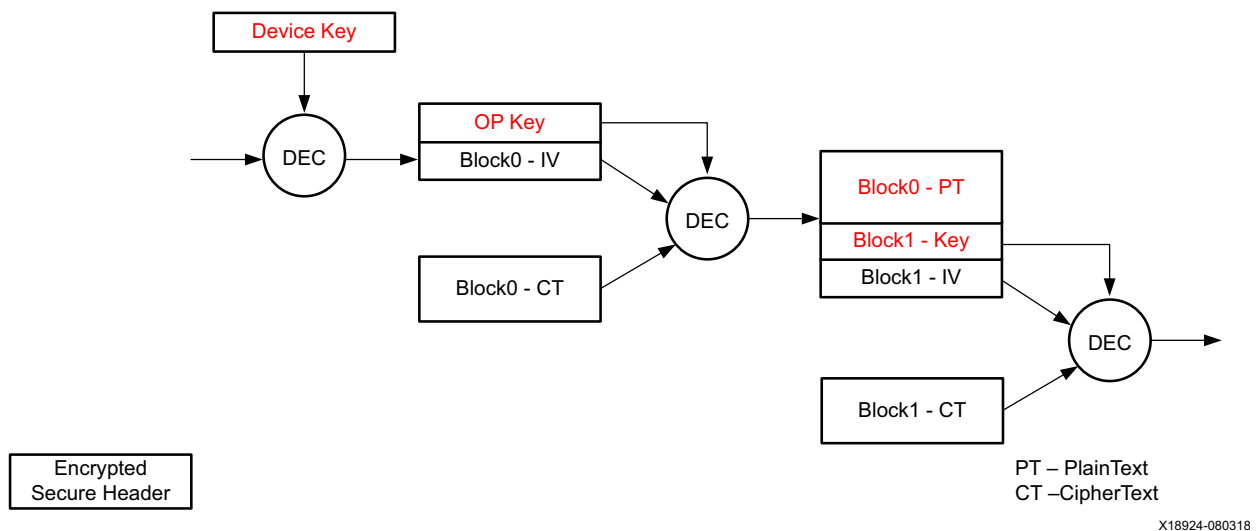 Device Key
DEC
OP Key
Block0 - IV
DEC
Block0 - CT
Block0 - PT
Block1 - Key
Block1 - IV
DEC
Block1 - CT
Encrypted
Secure Header
PT – PlainText
CT –CipherText
X18924-080318